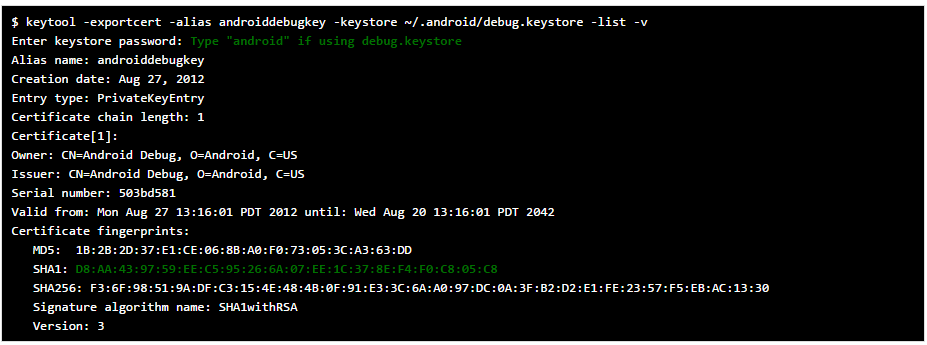 $ keytool -exportcert -alias androiddebugkey -keystore ~/.android/debug.keystore -list -v
Enter keystore password: Type "android" if using debug.keystore
Alias name: androiddebugkey
Creation date: Aug 27, 2012
Entry type: PrivateKeyEntry
Certificate chain length: 1
Certificate[1]:
Owner: CN=Android Debug, O=Android, C=US
Issuer: CN=Android Debug, O=Android, C=US
Serial number: 503bd581
Valid from: Mon Aug 27 13:16:01 PDT 2012 until: Wed Aug 20 13:16:01 PDT 2042
Certificate fingerprints:
MD5:  1B:2B:2D:37:E1:CE:06:8B:A0:F0:73:05:3C:A3:63:DD
SHA1: D8:AA:43:97:59:EE:C5:95:26:6A:07:EE:1C:37:8E:F4:F0:C8:05:C8
SHA256: F3:6F:98:51:9A:DF:C3:15:4E:48:4B:0F:91:E3:3C:6A:A0:97:DC:0A:3F:B2:D2:E1:FE:23:57:F5:EB:AC:13:30
Signature algorithm name: SHA1withRSA
Version: 3